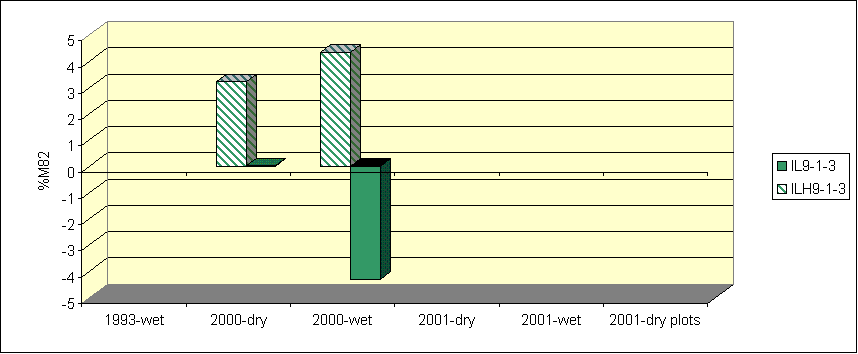 5
4
3
2
1
0
-1
-2
-3
-4
-5
%M82
1993-wet
2000-dry
2000-wet
2001-dry
2001-wet
2001-dry plots
IL9-1-3
ILH9-1-3